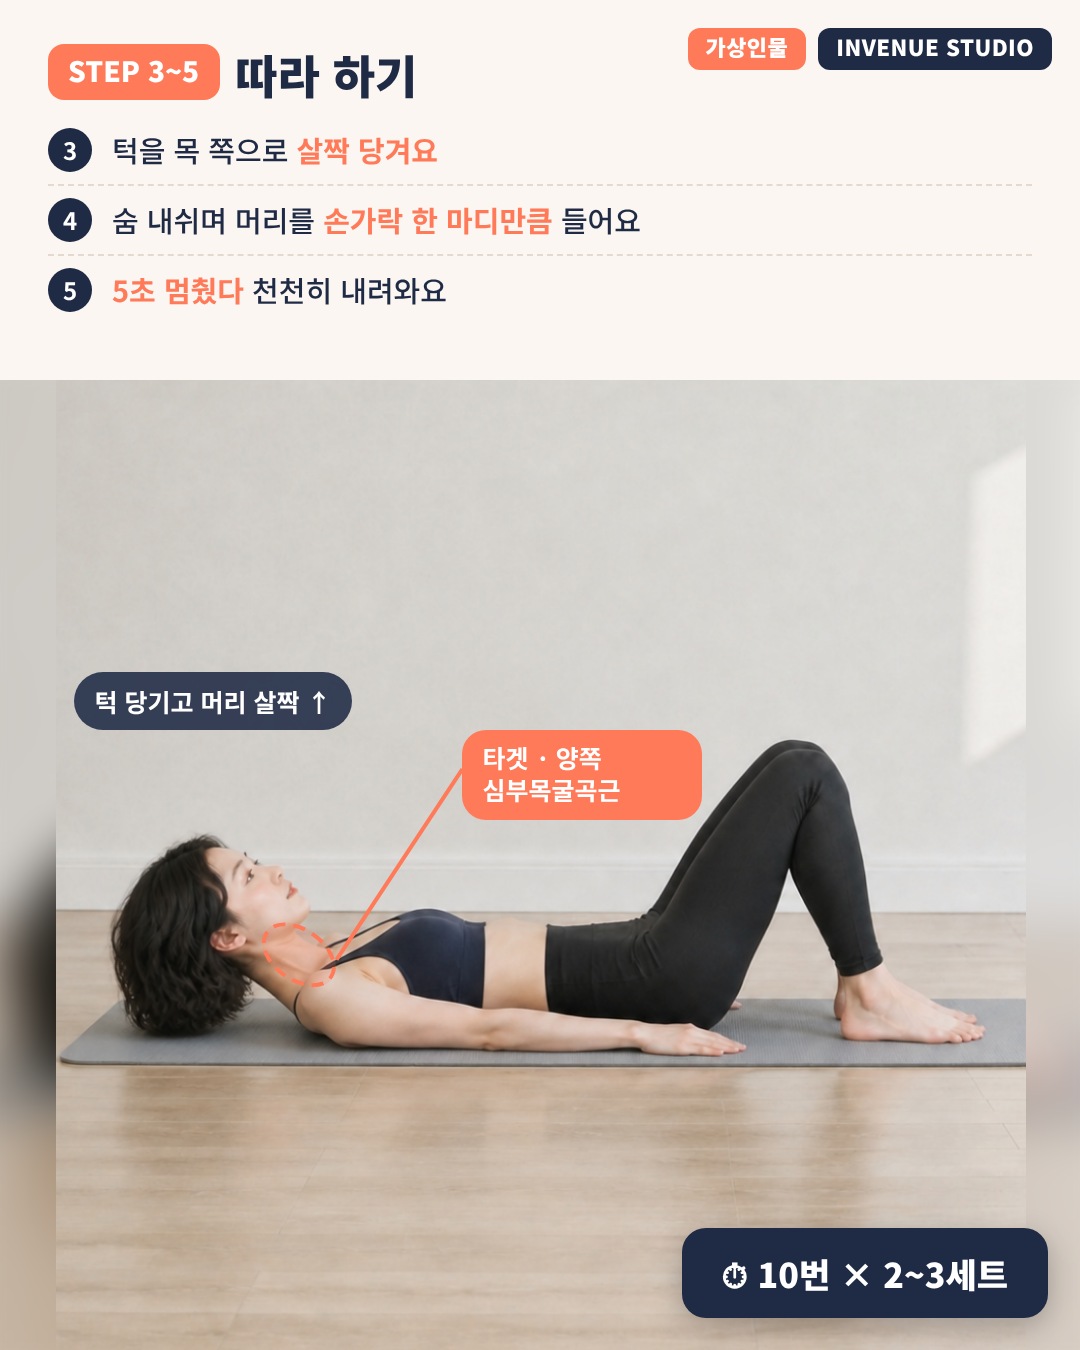 STEP 3~5 따라 하기
가상인물
INVENUE STUDIO
3 턱을 목 쪽으로 살짝 당겨요
4 숨 내쉬며 머리를 손가락 한 마디만큼 들어요
5 5초 멈췄다 천천히 내려와요
턱 당기고 머리 살짝 ↑
타겟 · 양쪽
심부목굴곡근
⏱ 10번 × 2~3세트